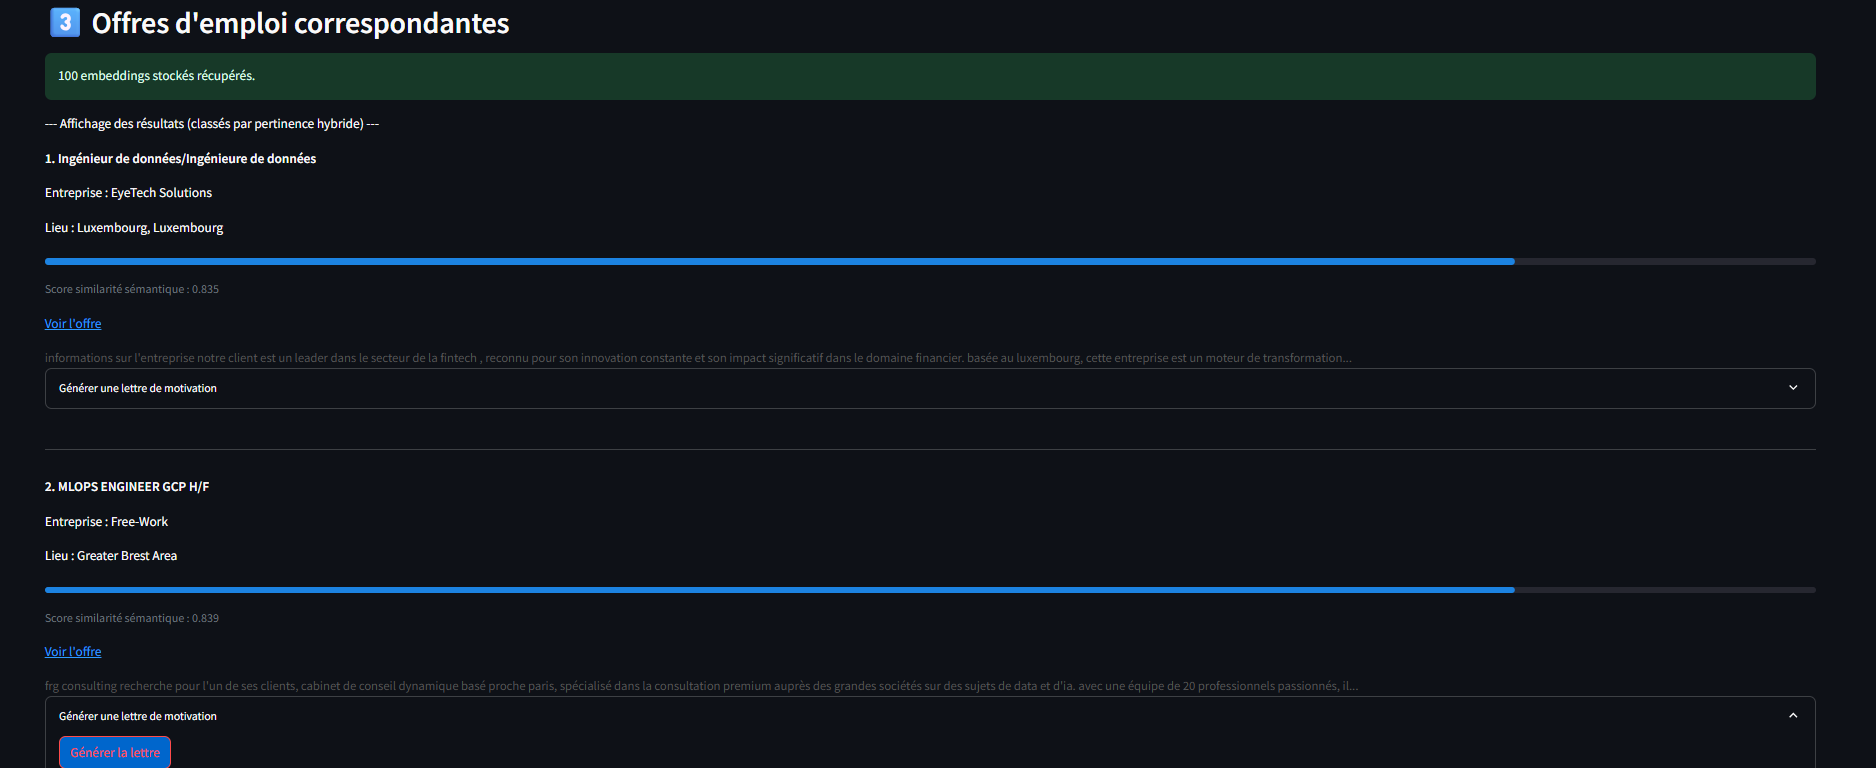 3 Offres d'emploi correspondantes
100 embeddings stockés récupérés.
--- Affichage des résultats (classés par pertinence hybride) ---
1. Ingénieur de données/Ingénieure de données
Entreprise : EyeTech Solutions
Lieu : Luxembourg, Luxembourg
Score similarité sémantique : 0.835
Voir l'offre
informations sur l'entreprise notre client est un leader dans le secteur de la fintech , reconnu pour son innovation constante et son impact significatif dans le domaine financier. basée au luxembourg, cette entreprise est un moteur de transformation...
Générer une lettre de motivation
2. MLOPS ENGINEER GCP H/F
Entreprise : Free-Work
Lieu : Greater Brest Area
Score similarité sémantique : 0.839
Voir l'offre
frg consulting recherche pour l'un de ses clients, cabinet de conseil dynamique basé proche paris, spécialisé dans la consultation premium auprès des grandes sociétés sur des sujets de data et d'ia. avec une équipe de 20 professionnels passionnés, il...
Générer une lettre de motivation
Générer la lettre